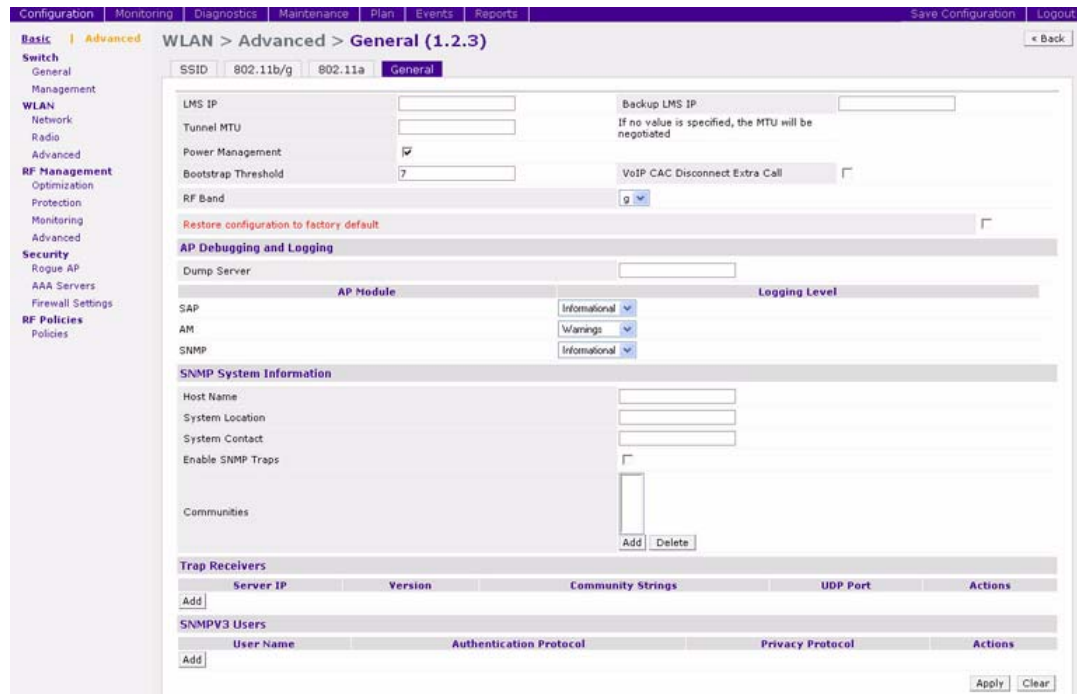 Configuration | Monitoring | Diagnostics | Maintenance | Plan | Events | Reports | Save Configuration | Logout
Basic | Advanced
Switch
General
Management
WLAN
Network
Radio
Advanced
RF Management
Optimization
Protection
Monitoring
Advanced
Security
Rogue AP
AAA Servers
Firewall Settings
RF Policies
Policies
WLAN > Advanced > General (1.2.3)
« Back
SSID 802.11b/g 802.11a General
LMS IP Backup LMS IP
Tunnel MTU If no value is specified, the MTU will be
negotiated
Power Management
Bootstrap Threshold 7 VoIP CAC Disconnect Extra Call
RF Band g
Restore configuration to factory default
AP Debugging and Logging
Dump Server
AP Module Logging Level
SAP Informational
AM Warnings
SNMP Informational
SNMP System Information
Host Name
System Location
System Contact
Enable SNMP Traps
Communities
Add Delete
Trap Receivers
Server IP Version Community Strings UDP Port Actions
Add
SNMPV3 Users
User Name Authentication Protocol Privacy Protocol Actions
Add
Apply Clear